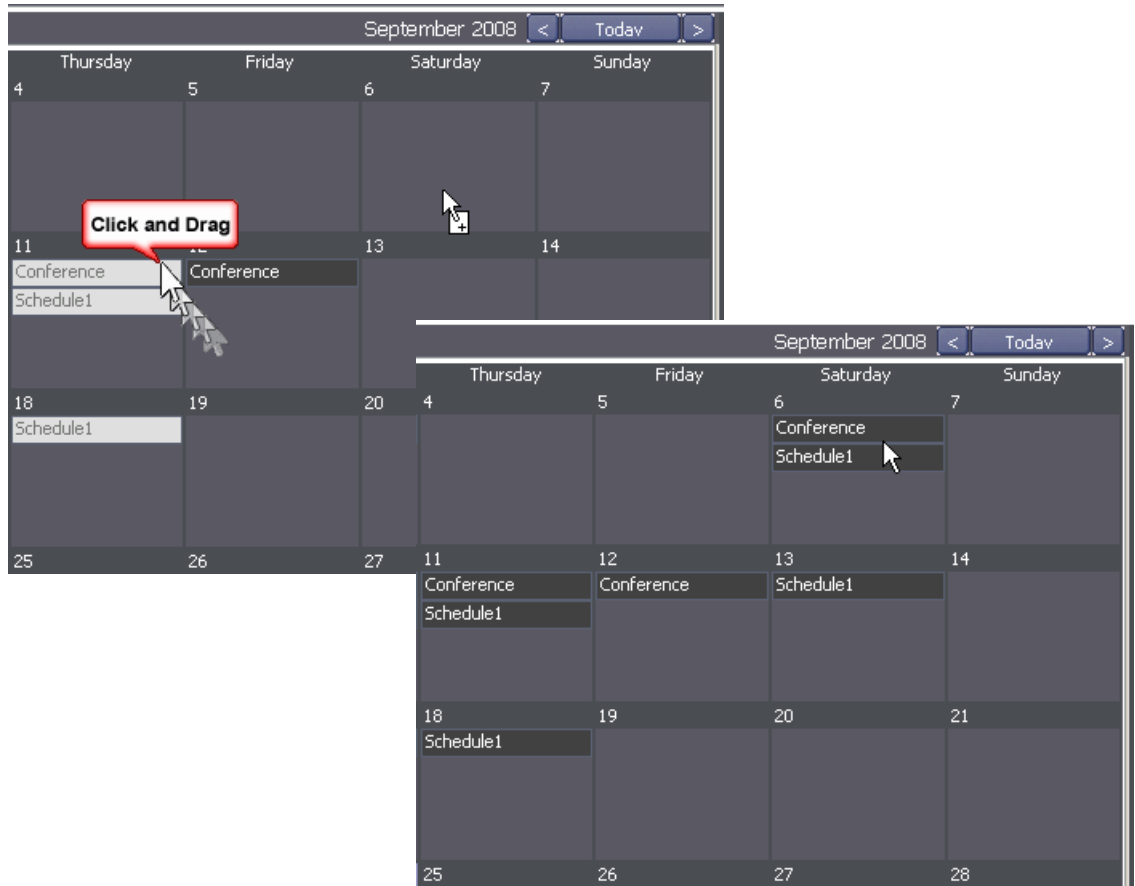 September 2008 < Today >
Thursday Friday Saturday Sunday
4 5 6 7
Click and Drag
11 12 13 14
Conference Conference
Schedule1
18 19 20
Schedule1
25 26 27
September 2008 < Today >
Thursday Friday Saturday Sunday
4 5 6 7
Conference
Schedule1
11 12 13 14
Conference Conference Schedule1
Schedule1
18 19 20 21
Schedule1
25 26 27 28